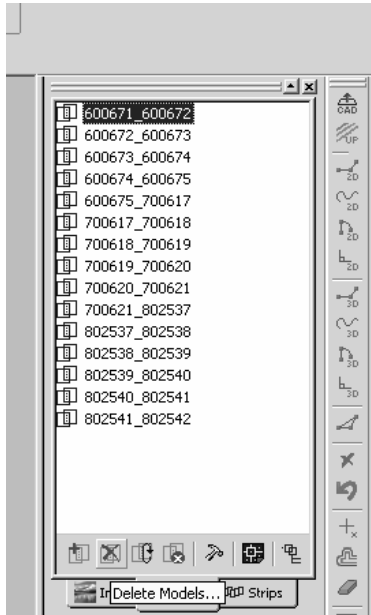 600671_600672
600672_600673
600673_600674
600674_600675
600675_700617
700617_700618
700618_700619
700619_700620
700620_700621
700621_802537
802537_802538
802538_802539
802539_802540
802540_802541
802541_802542
Delete Models...
Strips
CAD
UP
2D
2D
2D
2D
3D
3D
3D
3D